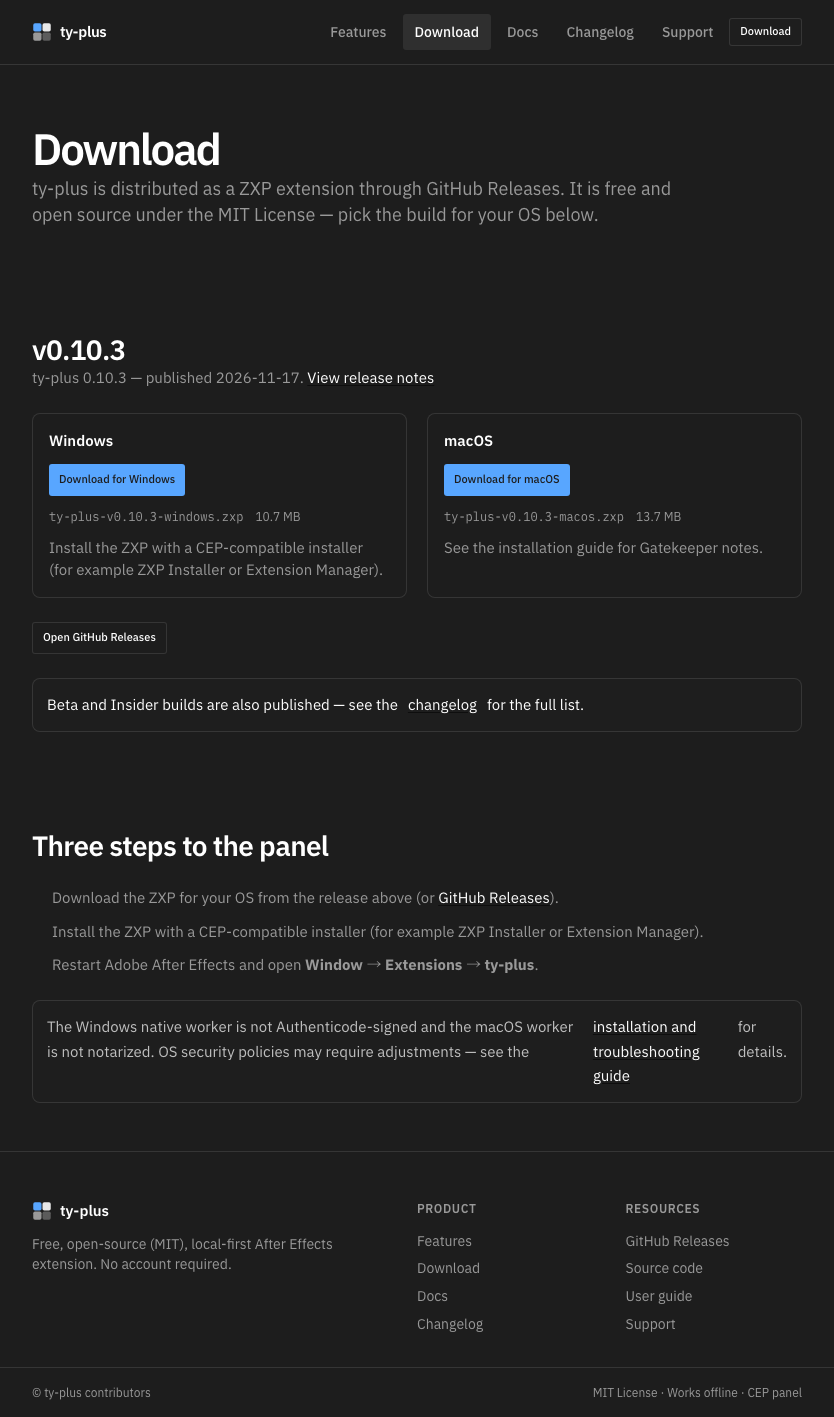 ty-plus
Features
Download
Docs
Changelog
Support
Download
Download
ty-plus is distributed as a ZXP extension through GitHub Releases. It is free and
open source under the MIT License — pick the build for your OS below.
v0.10.3
ty-plus 0.10.3 — published 2026-11-17. View release notes
Windows
Download for Windows
ty-plus-v0.10.3-windows.zxp 10.7 MB
Install the ZXP with a CEP-compatible installer
(for example ZXP Installer or Extension Manager).
macOS
Download for macOS
ty-plus-v0.10.3-macos.zxp 13.7 MB
See the installation guide for Gatekeeper notes.
Open GitHub Releases
Beta and Insider builds are also published — see the changelog for the full list.
Three steps to the panel
Download the ZXP for your OS from the release above (or GitHub Releases).
Install the ZXP with a CEP-compatible installer (for example ZXP Installer or Extension Manager).
Restart Adobe After Effects and open Window → Extensions → ty-plus.
The Windows native worker is not Authenticode-signed and the macOS worker
is not notarized. OS security policies may require adjustments — see the
installation and
troubleshooting
guide
for
details.
ty-plus
Free, open-source (MIT), local-first After Effects
extension. No account required.
PRODUCT
Features
Download
Docs
Changelog
RESOURCES
GitHub Releases
Source code
User guide
Support
© ty-plus contributors
MIT License · Works offline · CEP panel